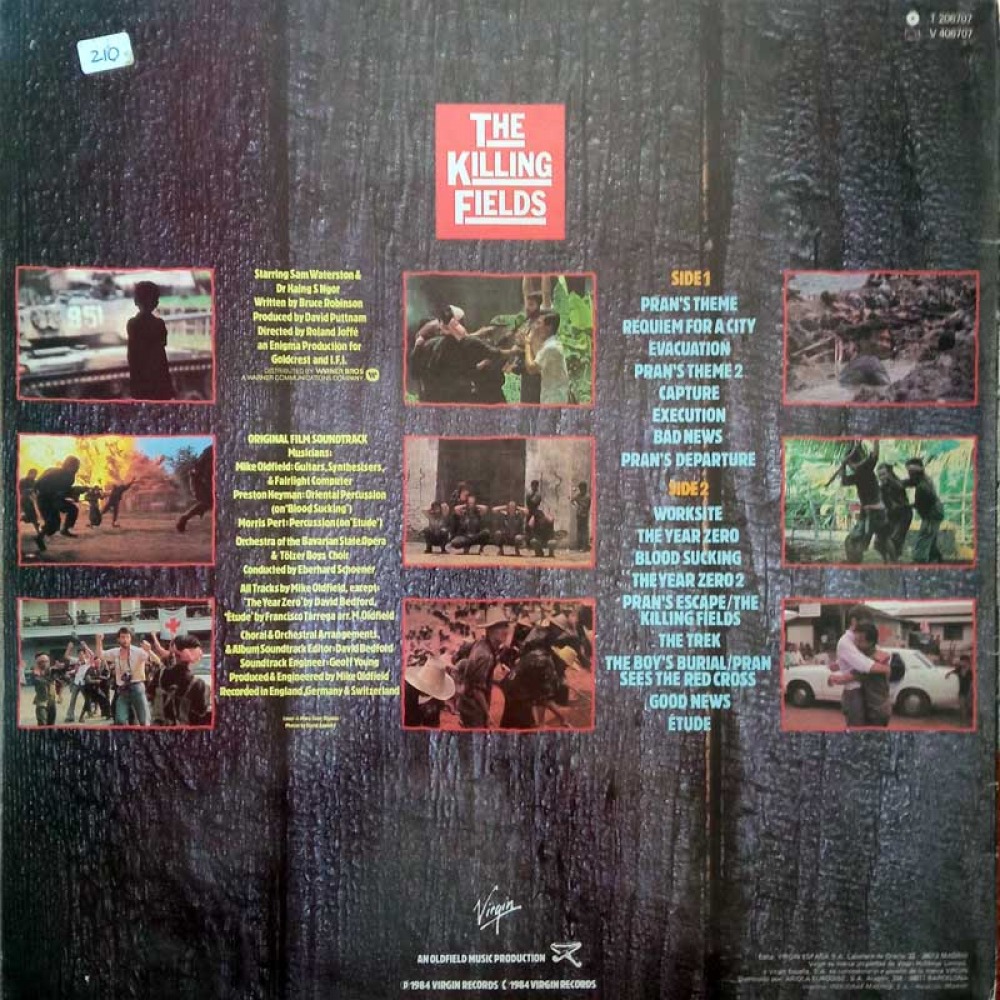 210
T 206707
V 406707
THE
KILLING
FIELDS
951
Starring Sam Waterston &
Dr Haing S Ngor
Written by Bruce Robinson
Produced by David Puttnam
Directed by Roland Joffé
an Enigma Production for
Goldcrest and I.F.I.
DISTRIBUTED BY WARNER BROS
A WARNER COMMUNICATIONS COMPANY
ORIGINAL FILM SOUNDTRACK
Musicians:
Mike Oldfield: Guitars, Synthesisers,
& Fairlight Computer
Preston Heyman: Oriental Percussion
(on 'Blood Sucking')
Morris Pert: Percussion (on 'Etude')
Orchestra of the Bavarian State Opera
& Tölzer Boys Choir
Conducted by Eberhard Schoener
All Tracks by Mike Oldfield, except:
'The Year Zero' by David Bedford,
'Étude' by Francisco Tarrega arr. M. Oldfield
Choral & Orchestral Arrangements,
& Album Soundtrack Editor: David Bedford
Soundtrack Engineer: Geoff Young
Produced & Engineered by Mike Oldfield
Recorded in England, Germany & Switzerland
SIDE 1
PRAN'S THEME
REQUIEM FOR A CITY
EVACUATION
PRAN'S THEME 2
CAPTURE
EXECUTION
BAD NEWS
PRAN'S DEPARTURE
SIDE 2
WORKSITE
THE YEAR ZERO
BLOOD SUCKING
THE YEAR ZERO 2
PRAN'S ESCAPE/THE
KILLING FIELDS
THE TREK
THE BOY'S BURIAL/PRAN
SEES THE RED CROSS
GOOD NEWS
ÉTUDE
Virgin
AN OLDFIELD MUSIC PRODUCTION
P 1984 VIRGIN RECORDS C 1984 VIRGIN RECORDS